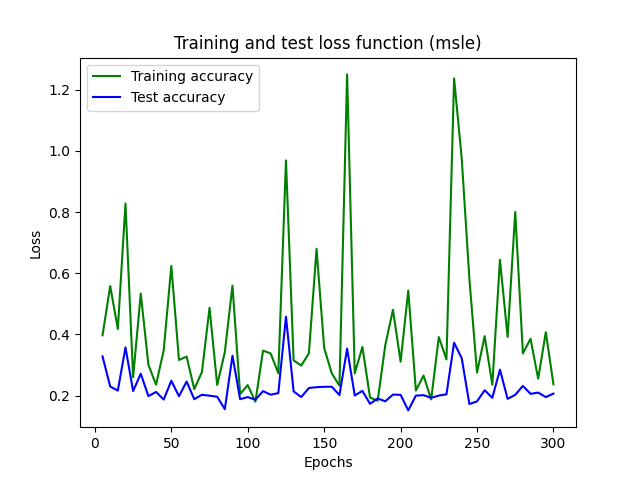 Training and test loss function (msle)
Training accuracy
Test accuracy
1.2
1.0
0.8
0.6
0.4
0.2
Loss
0
50
100
150
200
250
300
Epochs